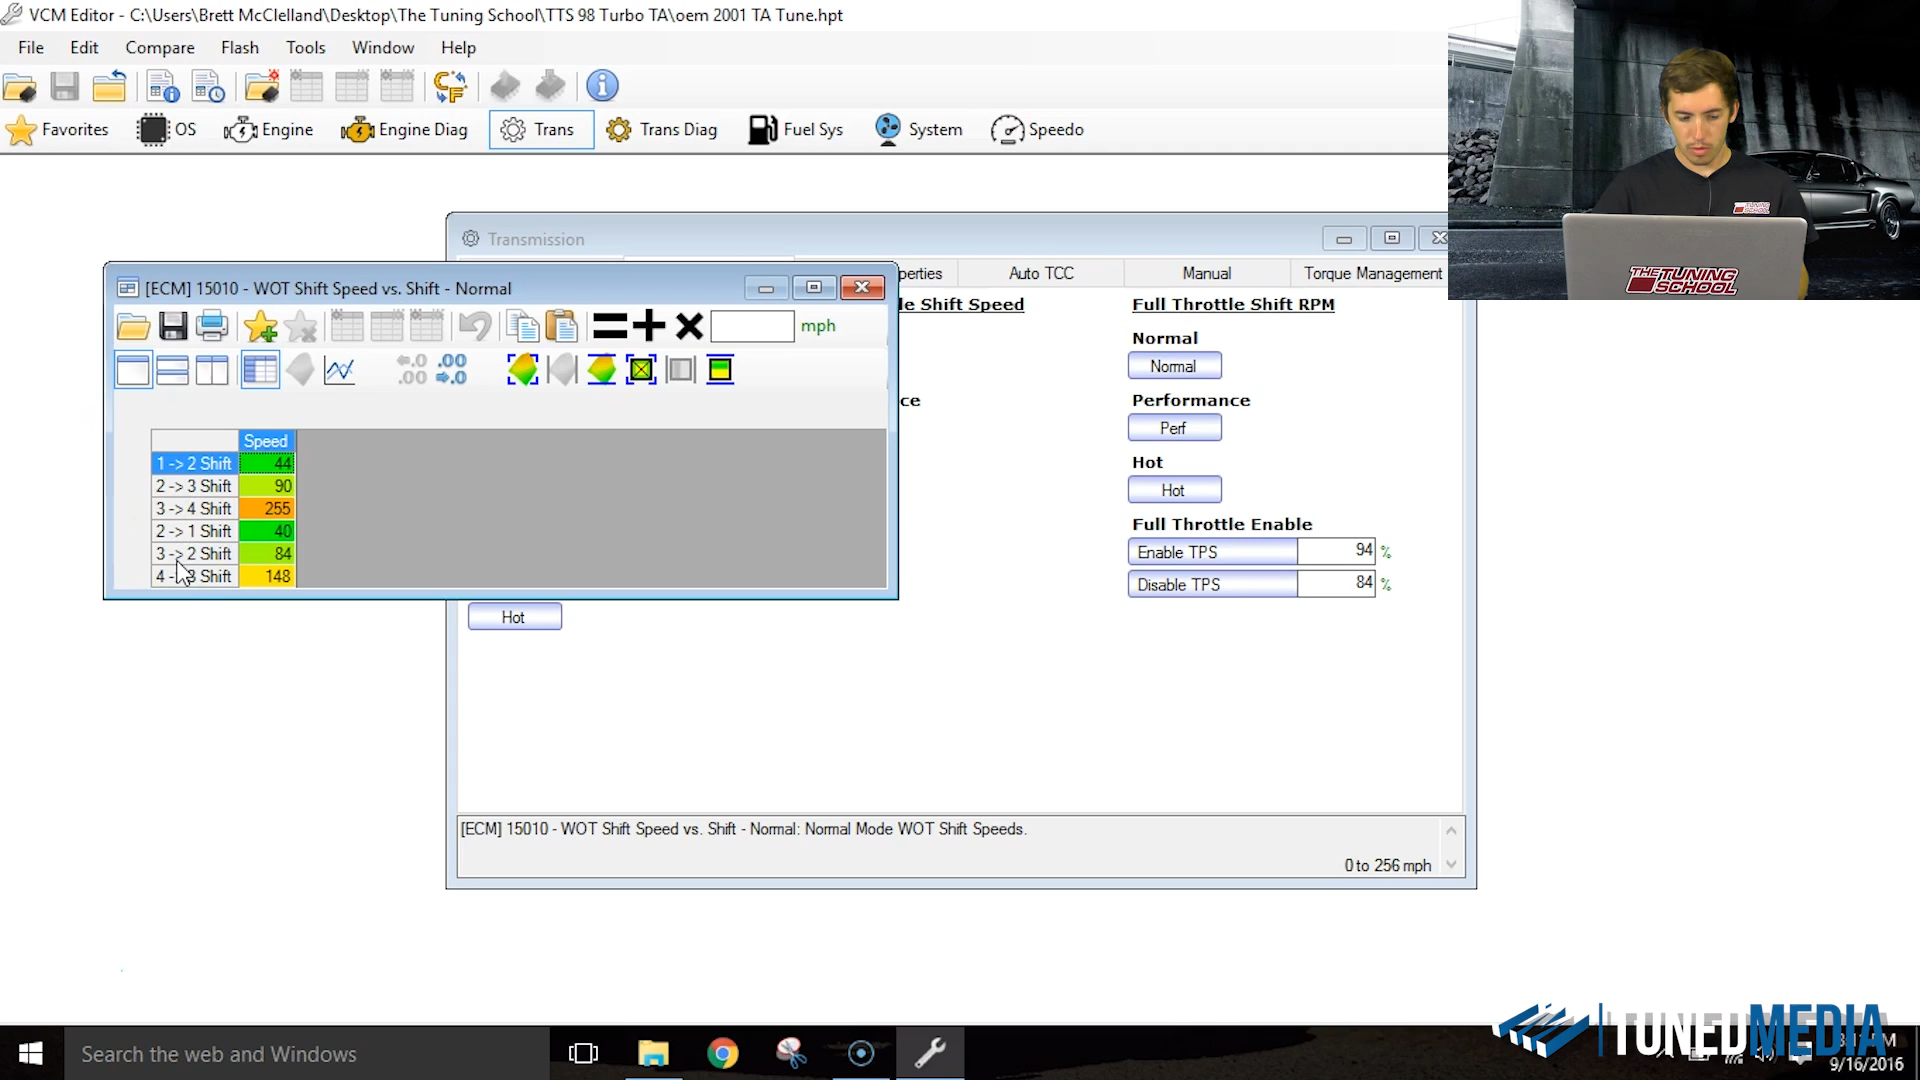 VCM Editor - C:\Users\Brett McClelland\Desktop\The Tuning School\TTS 98 Turbo TA\oem 2001 TA Tune.hpt
File Edit Compare Flash Tools Window Help
Favorites OS Engine Engine Diag Trans Trans Diag Fuel Sys System Speedo
Transmission
perties Auto TCC Manual Torque Management
[ECM] 15010 - WOT Shift Speed vs. Shift - Normal
mph
Speed
1 -> 2 Shift 44
2 -> 3 Shift 90
3 -> 4 Shift 255
2 -> 1 Shift 40
3 -> 2 Shift 84
4 - 3 Shift 148
le Shift Speed
ce
Full Throttle Shift RPM
Normal
Normal
Performance
Perf
Hot
Hot
Full Throttle Enable
Enable TPS 94 %
Disable TPS 84 %
Hot
[ECM] 15010 - WOT Shift Speed vs. Shift - Normal: Normal Mode WOT Shift Speeds.
0 to 256 mph
THE TUNING
SCHOOL
TUNEDMEDIA
Search the web and Windows
9/16/2016